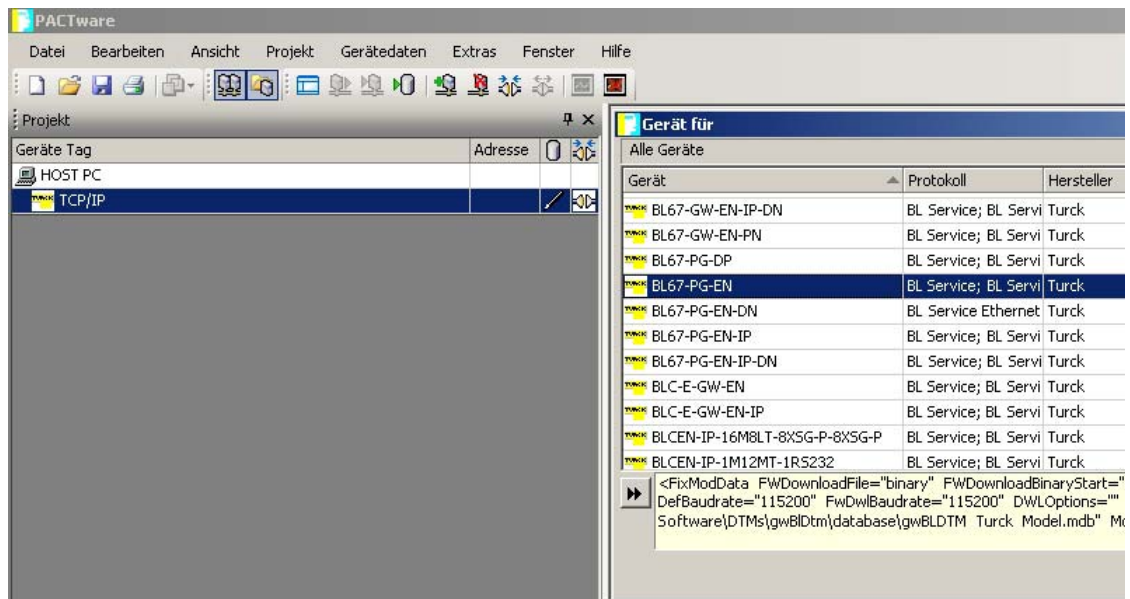 PACTware
Datei Bearbeiten Ansicht Projekt Gerätedaten Extras Fenster Hilfe
Projekt
Geräte Tag Adresse
HOST PC
TCP/IP
Gerät für
Alle Geräte
Gerät Protokoll Hersteller
BL67-GW-EN-IP-DN BL Service; BL Servi Turck
BL67-GW-EN-PN BL Service; BL Servi Turck
BL67-PG-DP BL Service; BL Servi Turck
BL67-PG-EN BL Service; BL Servi Turck
BL67-PG-EN-DN BL Service Ethernet Turck
BL67-PG-EN-IP BL Service; BL Servi Turck
BL67-PG-EN-IP-DN BL Service; BL Servi Turck
BLC-E-GW-EN BL Service; BL Servi Turck
BLC-E-GW-EN-IP BL Service; BL Servi Turck
BLCEN-IP-16M8LT-8XSG-P-8XSG-P BL Service; BL Servi Turck
BLCEN-IP-1M12MT-1RS232 BL Service; BL Servi Turck
<FixModData FWDownloadFile="binary" FWDownloadBinaryStart="
DefBaudrate="115200" FwDwlBaudrate="115200" DWLOptions=""
Software\DTMs\gwBlDtm\database\gwBLDTM Turck Model.mdb" Mo